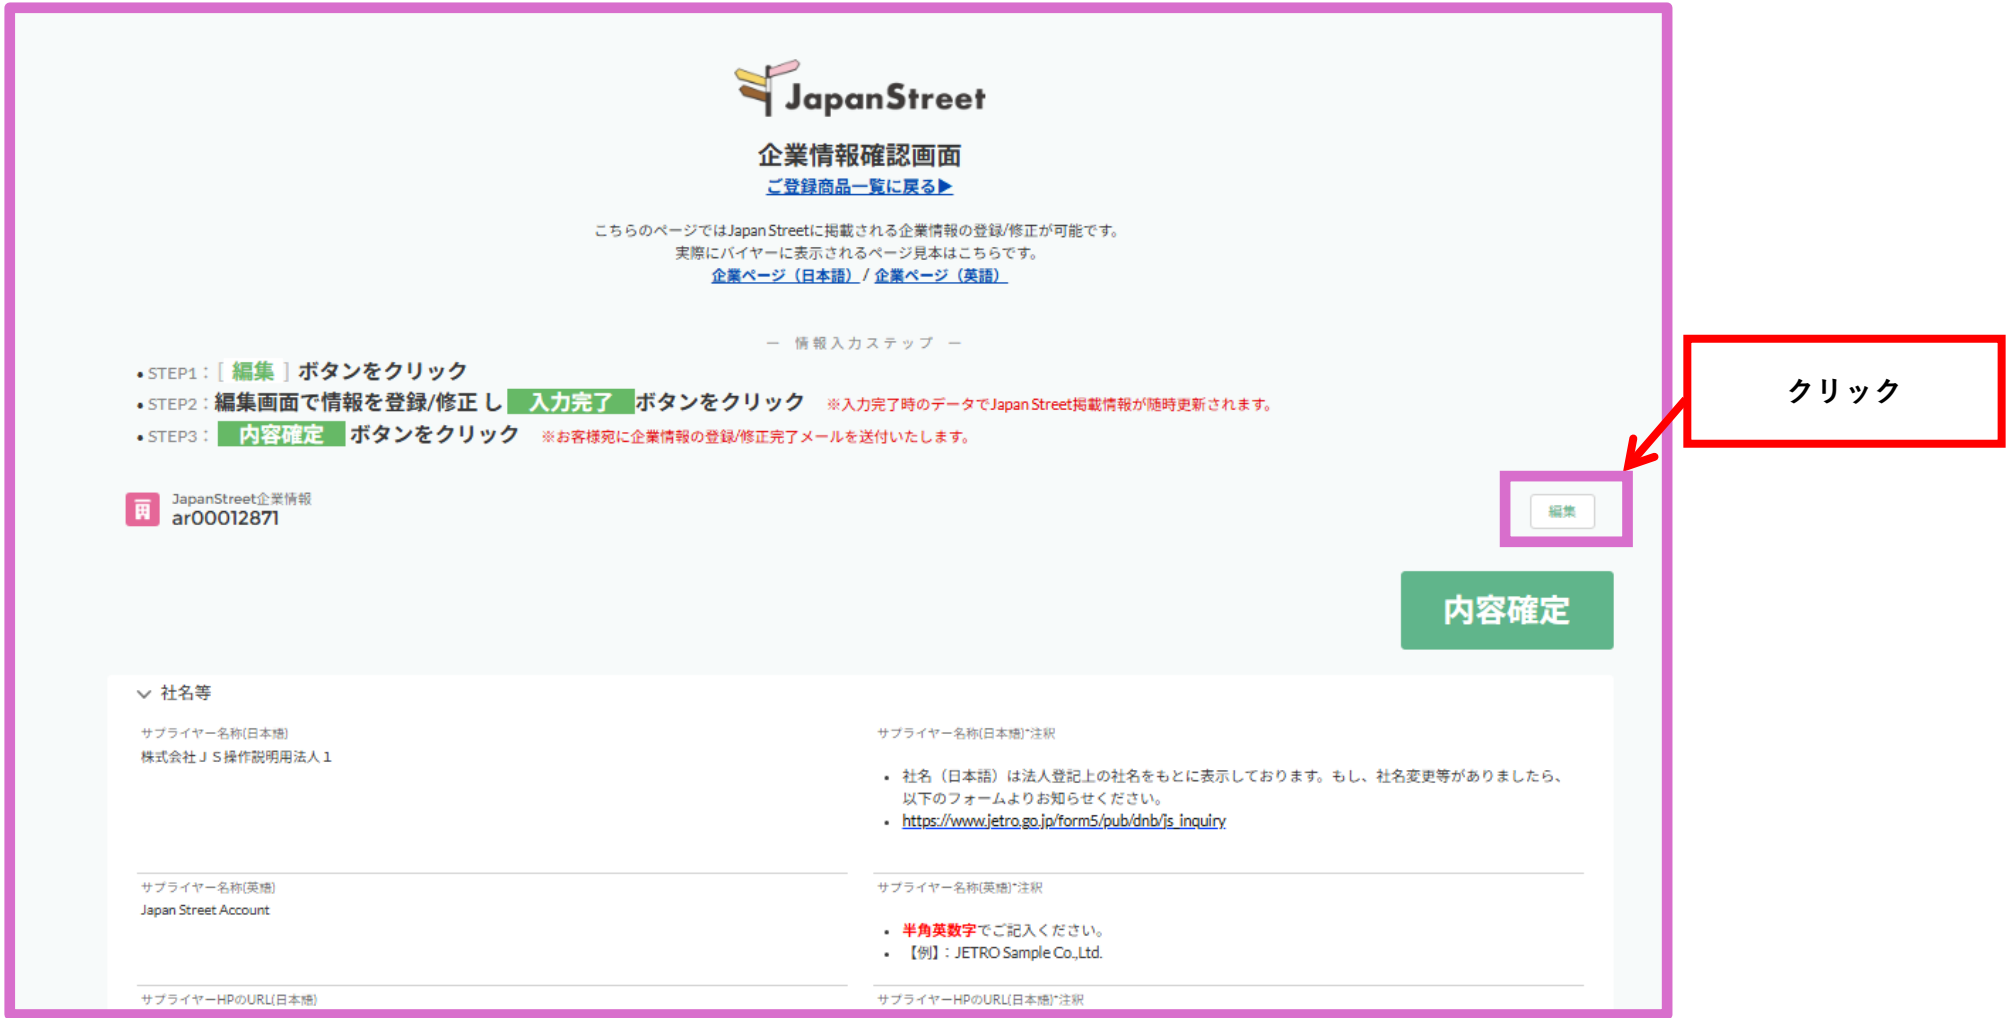 JapanStreet
企業情報確認画面
ご登録商品一覧に戻る▶
こちらのページではJapan Streetに掲載される企業情報の登録/修正が可能です。
実際にバイヤーに表示されるページ見本はこちらです。
企業ページ（日本語） / 企業ページ（英語）
ー 情報入力ステップ ー
• STEP1：[ 編集 ] ボタンをクリック
• STEP2：編集画面で情報を登録/修正し 入力完了 ボタンをクリック ※入力完了時のデータでJapan Street掲載情報が随時更新されます。
• STEP3： 内容確定 ボタンをクリック ※お客様宛に企業情報の登録/修正完了メールを送付いたします。
クリック
JapanStreet企業情報
ar00012871
編集
内容確定
社名等
サプライヤー名称(日本語)
株式会社ＪＳ操作説明用法人１
サプライヤー名称(日本語)*注釈
• 社名（日本語）は法人登記上の社名をもとに表示しております。もし、社名変更等がありましたら、
以下のフォームよりお知らせください。
• https://www.jetro.go.jp/form5/pub/dnb/js_inquiry
サプライヤー名称(英語)
Japan Street Account
サプライヤー名称(英語)*注釈
• 半角英数字でご記入ください。
• 【例】：JETRO Sample Co.,Ltd.
サプライヤーHPのURL(日本語)
サプライヤーHPのURL(日本語)*注釈